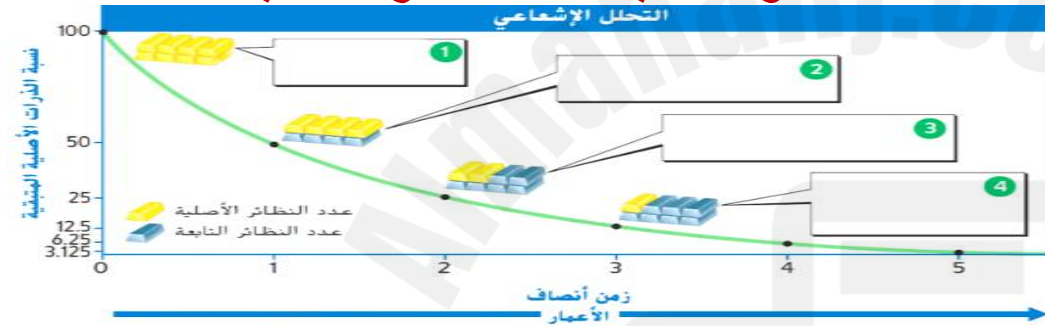 التحلل الإشعاعي
نسبة الذرات الأصلية المتبقية
100
50
25
12.5
6.25
3.125
1
2
3
4
عدد النظائر الأصلية
عدد النظائر التابعة
0 1 2 3 4 5
زمن أنصاف
الأعمار